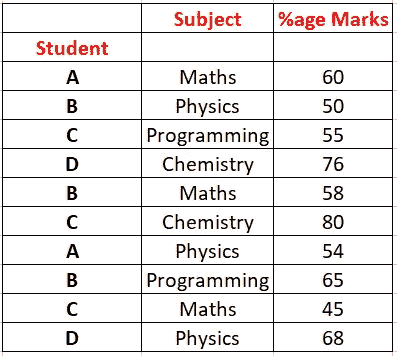 Subject %age Marks
Student
A Maths 60
B Physics 50
C Programming 55
D Chemistry 76
B Maths 58
C Chemistry 80
A Physics 54
B Programming 65
C Maths 45
D Physics 68